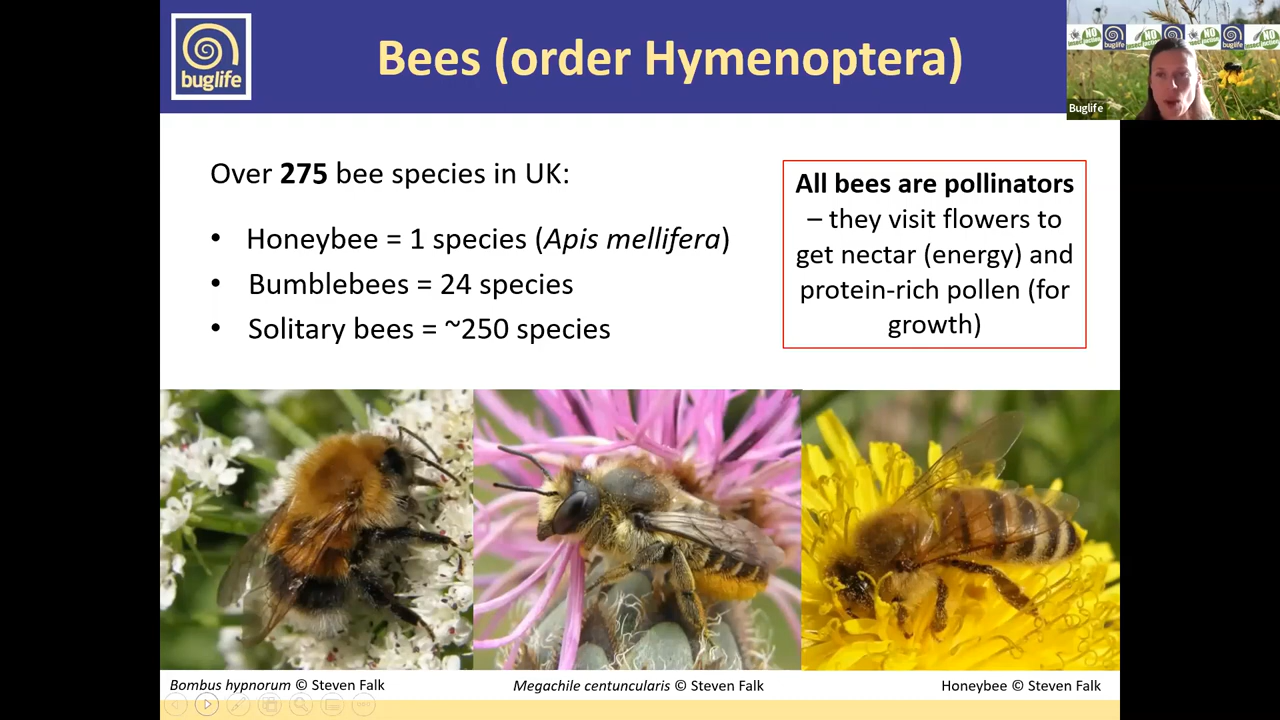 buglife
Bees (order Hymenoptera)
Buglife
Over 275 bee species in UK:
• Honeybee = 1 species (Apis mellifera)
• Bumblebees = 24 species
• Solitary bees = ~250 species
All bees are pollinators
– they visit flowers to
get nectar (energy) and
protein-rich pollen (for
growth)
Bombus hypnorum © Steven Falk
Megachile centuncularis © Steven Falk
Honeybee © Steven Falk